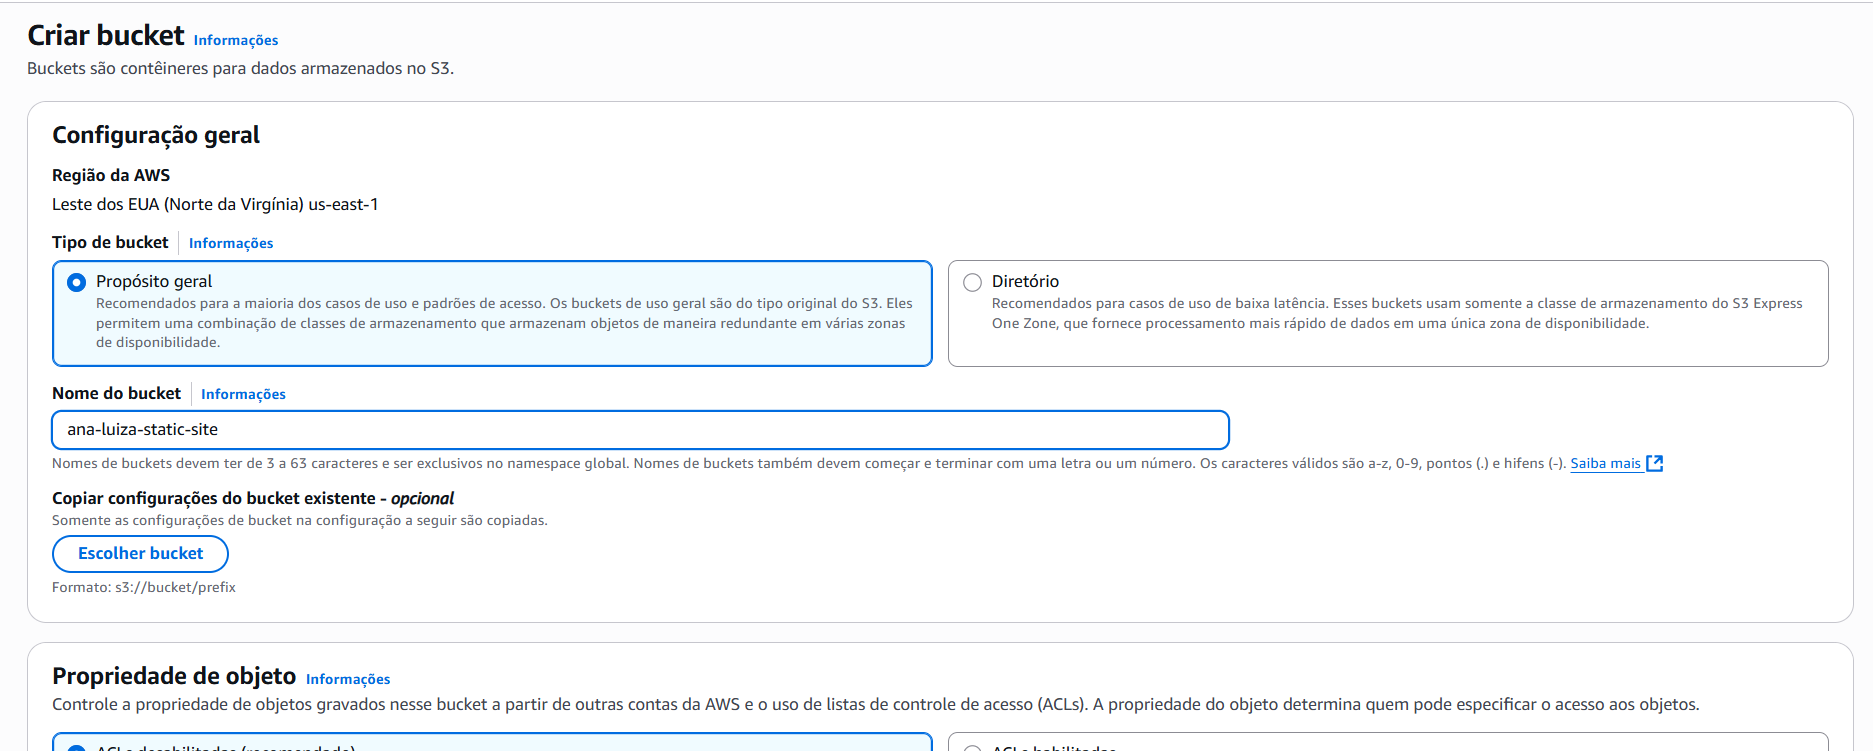 Criar bucket Informações
Buckets são contêineres para dados armazenados no S3.
Configuração geral
Região da AWS
Leste dos EUA (Norte da Virgínia) us-east-1
Tipo de bucket Informações
Propósito geral
Recomendados para a maioria dos casos de uso e padrões de acesso. Os buckets de uso geral são do tipo original do S3. Eles
permitem uma combinação de classes de armazenamento que armazenam objetos de maneira redundante em várias zonas
de disponibilidade.
Diretório
Recomendados para casos de uso de baixa latência. Esses buckets usam somente a classe de armazenamento do S3 Express
One Zone, que fornece processamento mais rápido de dados em uma única zona de disponibilidade.
Nome do bucket Informações
ana-luiza-static-site
Nomes de buckets devem ter de 3 a 63 caracteres e ser exclusivos no namespace global. Nomes de buckets também devem começar e terminar com uma letra ou um número. Os caracteres válidos são a-z, 0-9, pontos (.) e hifens (-). Saiba mais
Copiar configurações do bucket existente - opcional
Somente as configurações de bucket na configuração a seguir são copiadas.
Escolher bucket
Formato: s3://bucket/prefix
Propriedade de objeto Informações
Controle a propriedade de objetos gravados nesse bucket a partir de outras contas da AWS e o uso de listas de controle de acesso (ACLs). A propriedade do objeto determina quem pode especificar o acesso aos objetos.
ACLs desabilitadas (recomendado)
ACLs habilitadas